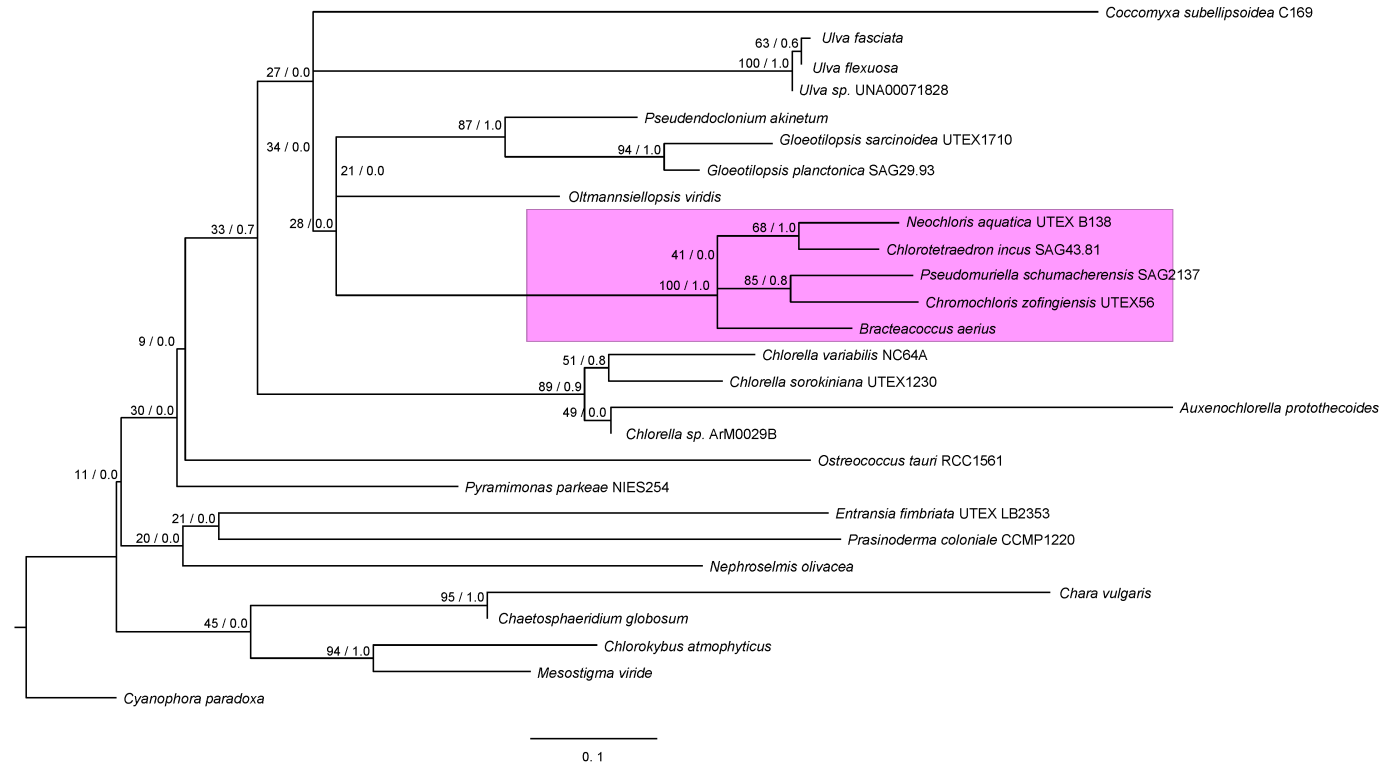 Coccomyxa subellipsoidea C169
63 / 0.6
Ulva fasciata
100 / 1.0
Ulva flexuosa
27 / 0.0
Ulva sp. UNA00071828
87 / 1.0
Pseudendoclonium akinetum
34 / 0.0
94 / 1.0
Gloeotilopsis sarcinoidea UTEX1710
21 / 0.0
Gloeotilopsis planctonica SAG29.93
Oltmannsiellopsis viridis
33 / 0.7
28 / 0.0
68 / 1.0
Neochloris aquatica UTEX B138
41 / 0.0
Chlorotetraedron incus SAG43.81
100 / 1.0
85 / 0.8
Pseudomuriella schumacherensis SAG2137
Chromochloris zofingiensis UTEX56
Bracteacoccus aerius
9 / 0.0
51 / 0.8
Chlorella variabilis NC64A
89 / 0.9
Chlorella sorokiniana UTEX1230
30 / 0.0
49 / 0.0
Auxenochlorella protothecoides
Chlorella sp. ArM0029B
Ostreococcus tauri RCC1561
11 / 0.0
Pyramimonas parkeae NIES254
21 / 0.0
Entransia fimbriata UTEX LB2353
20 / 0.0
Prasinoderma coloniale CCMP1220
Nephroselmis olivacea
95 / 1.0
Chara vulgaris
45 / 0.0
Chaetosphaeridium globosum
94 / 1.0
Chlorokybus atmophyticus
Mesostigma viride
Cyanophora paradoxa
0. 1